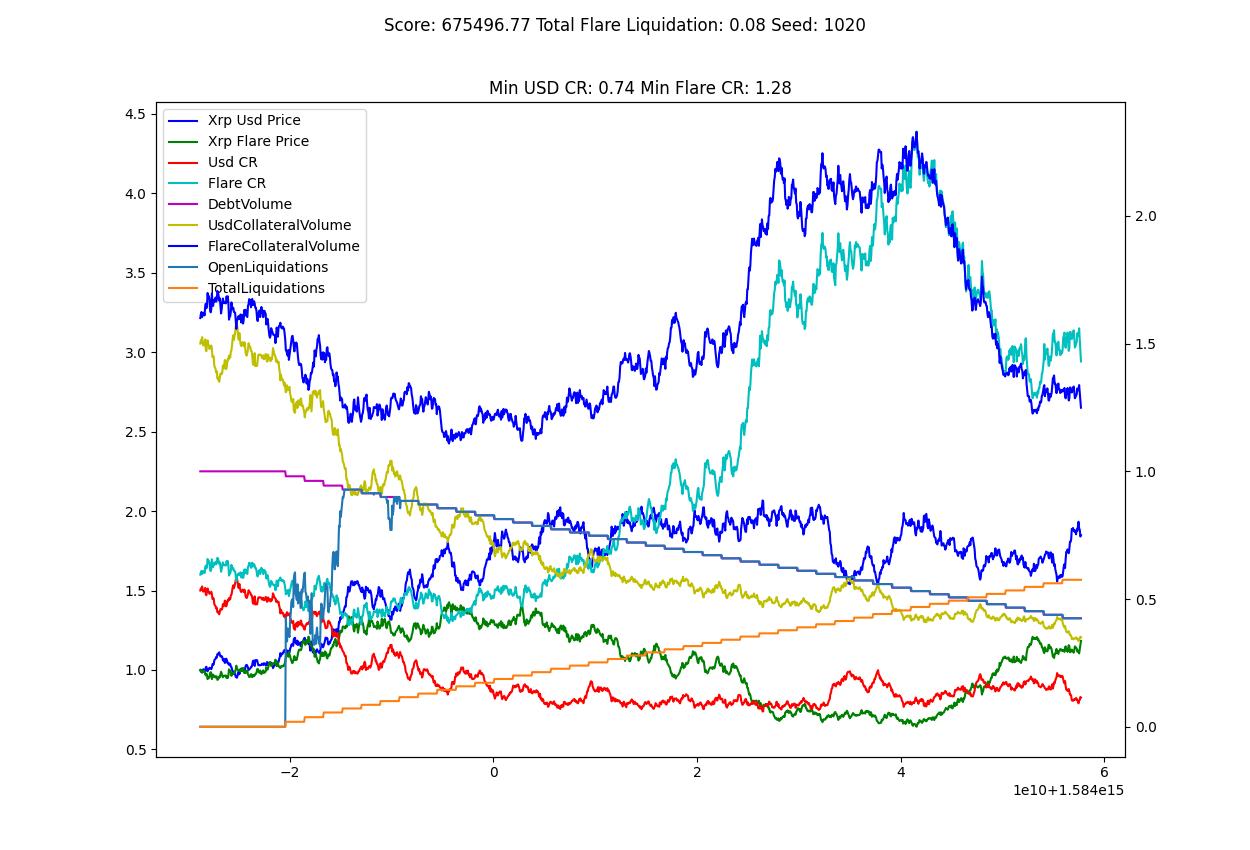 Score: 675496.77 Total Flare Liquidation: 0.08 Seed: 1020
Min USD CR: 0.74 Min Flare CR: 1.28
Xrp Usd Price
Xrp Flare Price
Usd CR
Flare CR
DebtVolume
UsdCollateralVolume
FlareCollateralVolume
OpenLiquidations
TotalLiquidations
4.5
4.0
3.5
3.0
2.5
2.0
1.5
1.0
0.5
2.0
1.5
1.0
0.5
0.0
−2 0 2 4 6
1e10+1.584e15